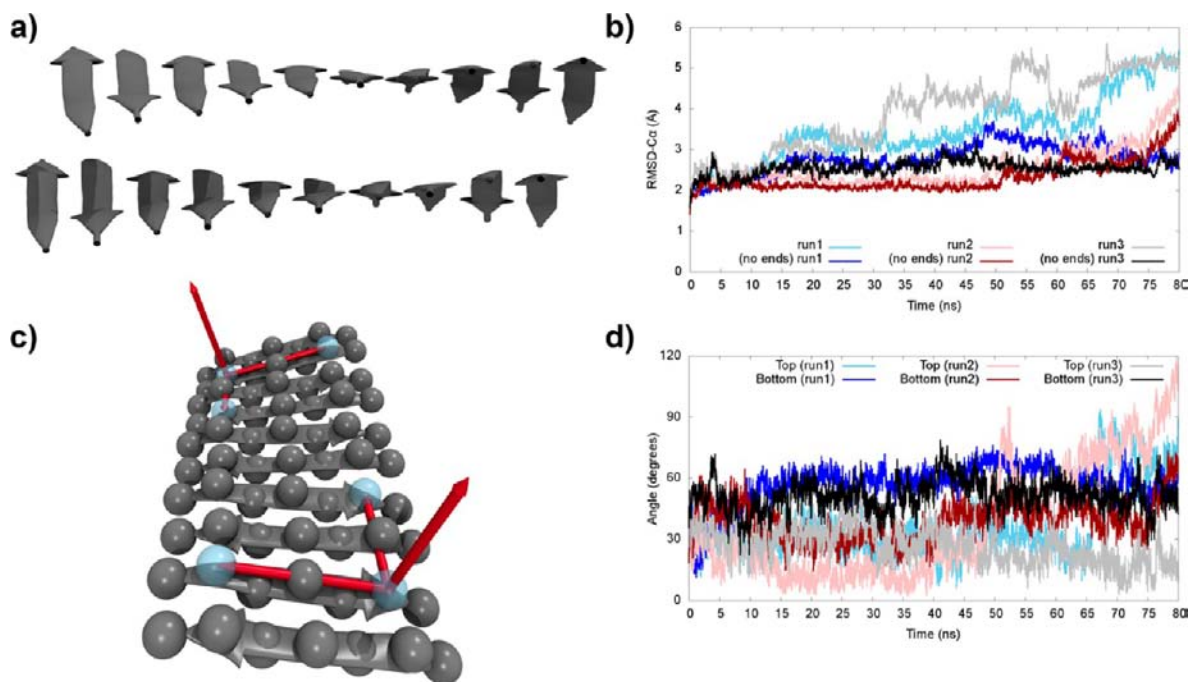 a)
b)
6
5
4
3
2
1
0
RMSD-Cα (Å)
run1
run2
run3
(no ends) run1
(no ends) run2
(no ends) run3
0 5 10 15 20 25 30 35 40 45 50 55 60 65 70 75 80
Time (ns)
c)
d)
120
90
60
30
0
Angle (degrees)
Top (run1)
Top (run2)
Top (run3)
Bottom (run1)
Bottom (run2)
Bottom (run3)
0 5 10 15 20 25 30 35 40 45 50 55 60 65 70 75 80
Time (ns)